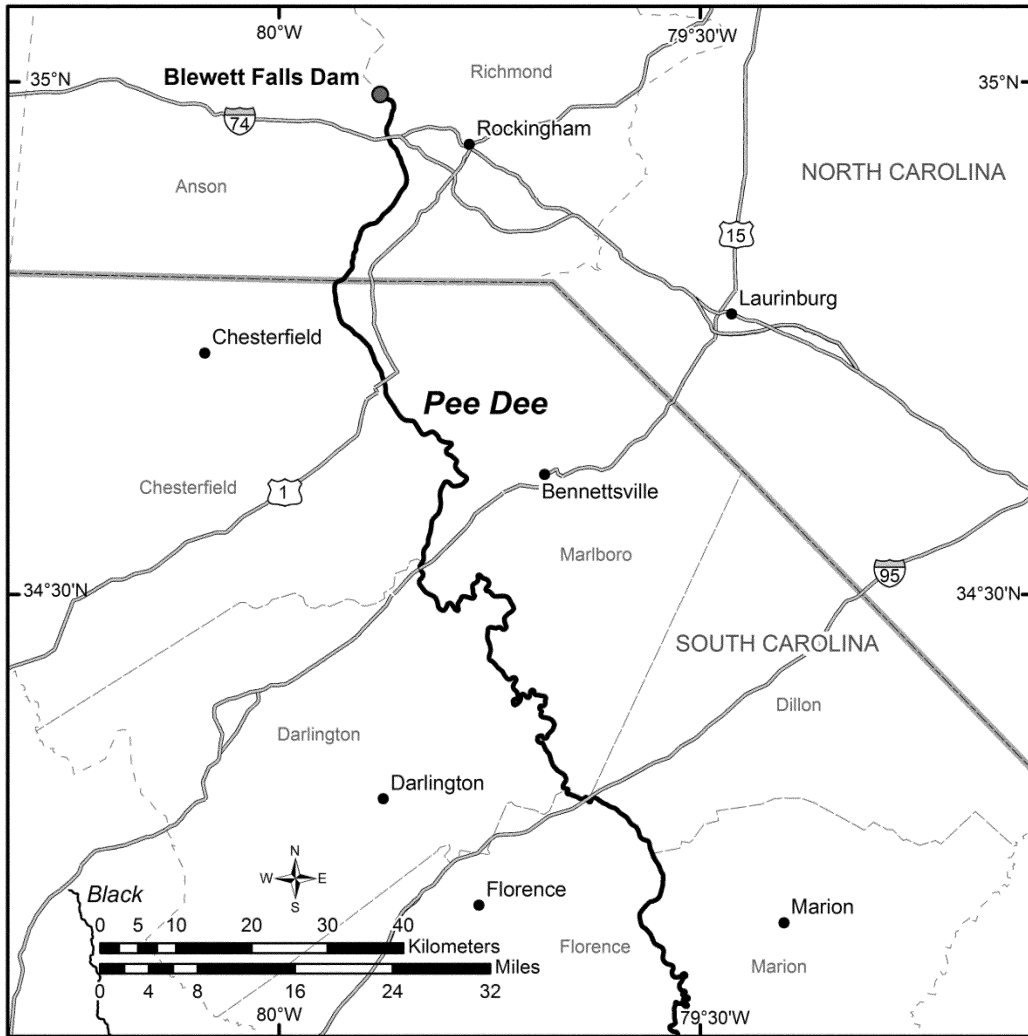 80°W
79°30'W
35°N
Blewett Falls Dam
Richmond
35°N
74
Rockingham
NORTH CAROLINA
Anson
15
Laurinburg
Chesterfield
Pee Dee
Chesterfield
1
Bennettsville
Marlboro
95
34°30'N
34°30'N
SOUTH CAROLINA
Dillon
Darlington
Darlington
N
W E
S
Black
Florence
Marion
0 5 10 20 30 40
Kilometers
Florence
Marion
Miles
0 4 8 16 24 32
80°W
79°30'W